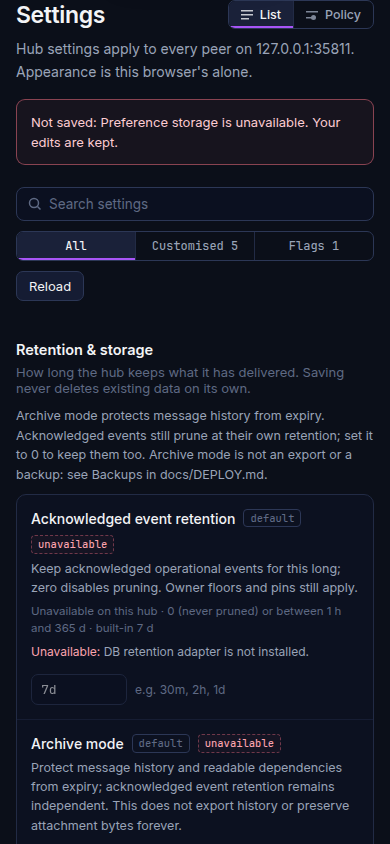 Settings
List
Policy
Hub settings apply to every peer on 127.0.0.1:35811.
Appearance is this browser's alone.
Not saved: Preference storage is unavailable. Your
edits are kept.
Search settings
All
Customised 5
Flags 1
Reload
Retention & storage
How long the hub keeps what it has delivered. Saving
never deletes existing data on its own.
Archive mode protects message history from expiry.
Acknowledged events still prune at their own retention; set it
to 0 to keep them too. Archive mode is not an export or a
backup: see Backups in docs/DEPLOY.md.
Acknowledged event retention default
unavailable
Keep acknowledged operational events for this long;
zero disables pruning. Owner floors and pins still apply.
Unavailable on this hub · 0 (never pruned) or between 1 h
and 365 d · built-in 7 d
Unavailable: DB retention adapter is not installed.
7d
e.g. 30m, 2h, 1d
Archive mode default unavailable
Protect message history and readable dependencies
from expiry; acknowledged event retention remains
independent. This does not export history or preserve
attachment bytes forever.